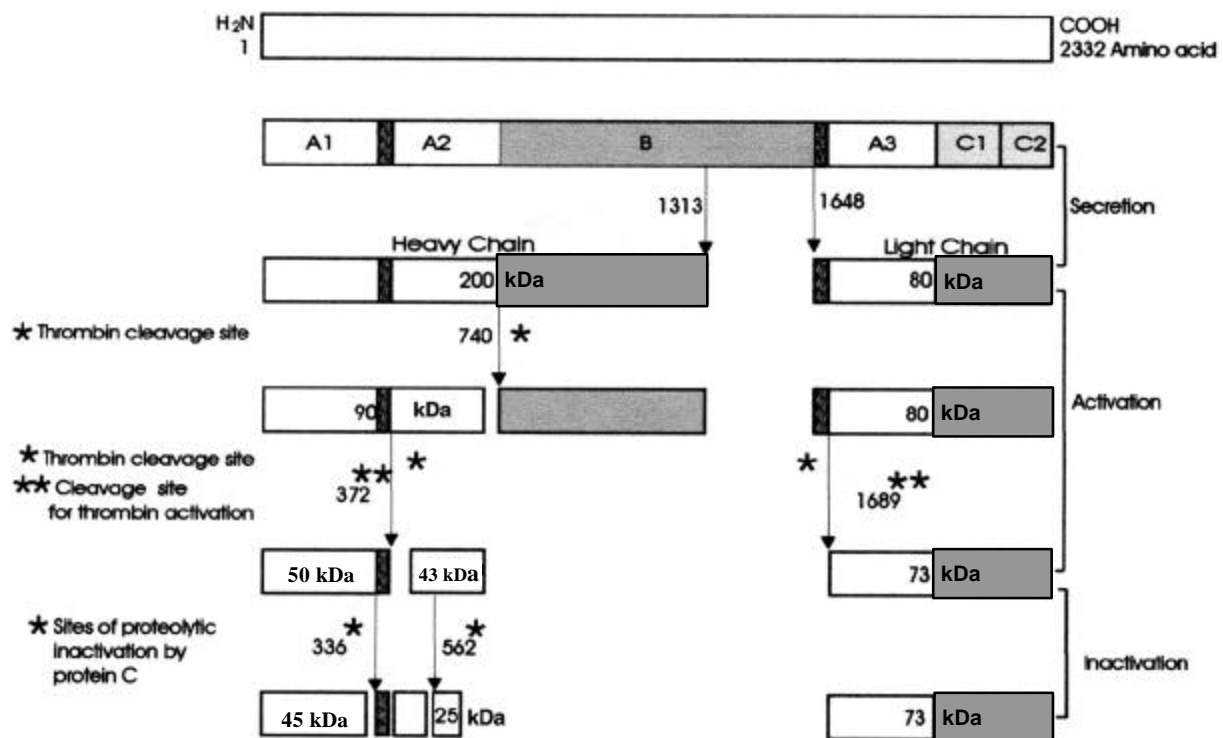 H₂N
1
COOH
2332 Amino acid
A1 A2 B A3 C1 C2
1313 1648
Secretion
Heavy Chain Light Chain
200 kDa 80 kDa
★ Thrombin cleavage site 740 ★
90 kDa 80 kDa
Activation
★ Thrombin cleavage site ★★ ★ ★ ★★
★★ Cleavage site 372 1689
for thrombin activation
50 kDa 43 kDa 73 kDa
★ Sites of proteolytic 336 ★ 562 ★
inactivation by
protein C
Inactivation
45 kDa 25 kDa 73 kDa